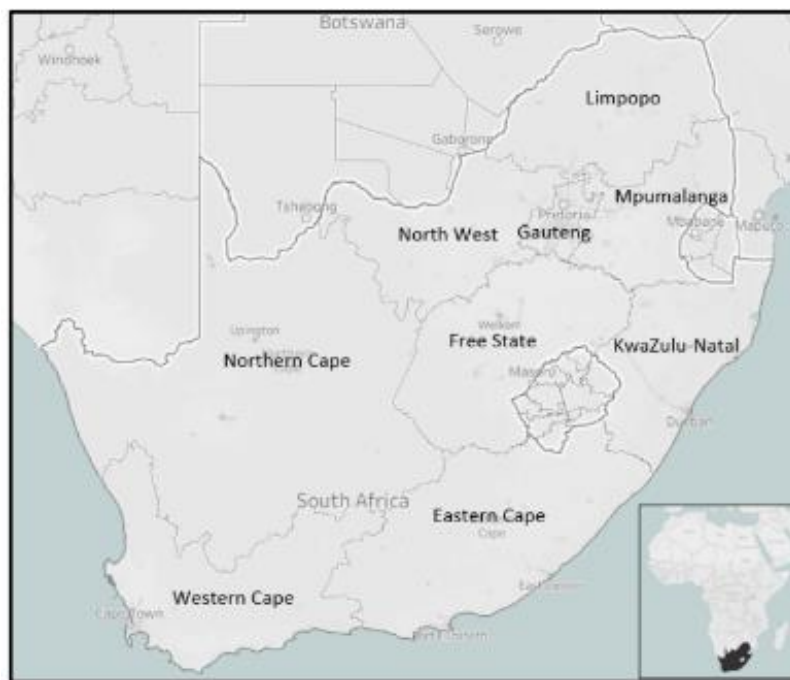 Botswana
Serowe
Windhoek
Limpopo
Gaborone
Mpumalanga
Tshabong
Pretoria
Mbabane
Maputo
North West
Gauteng
Welkom
Upington
Free State
KwaZulu-Natal
Northern Cape
Maseru
Durban
South Africa
Eastern Cape
Cape
Western Cape
Cape Town